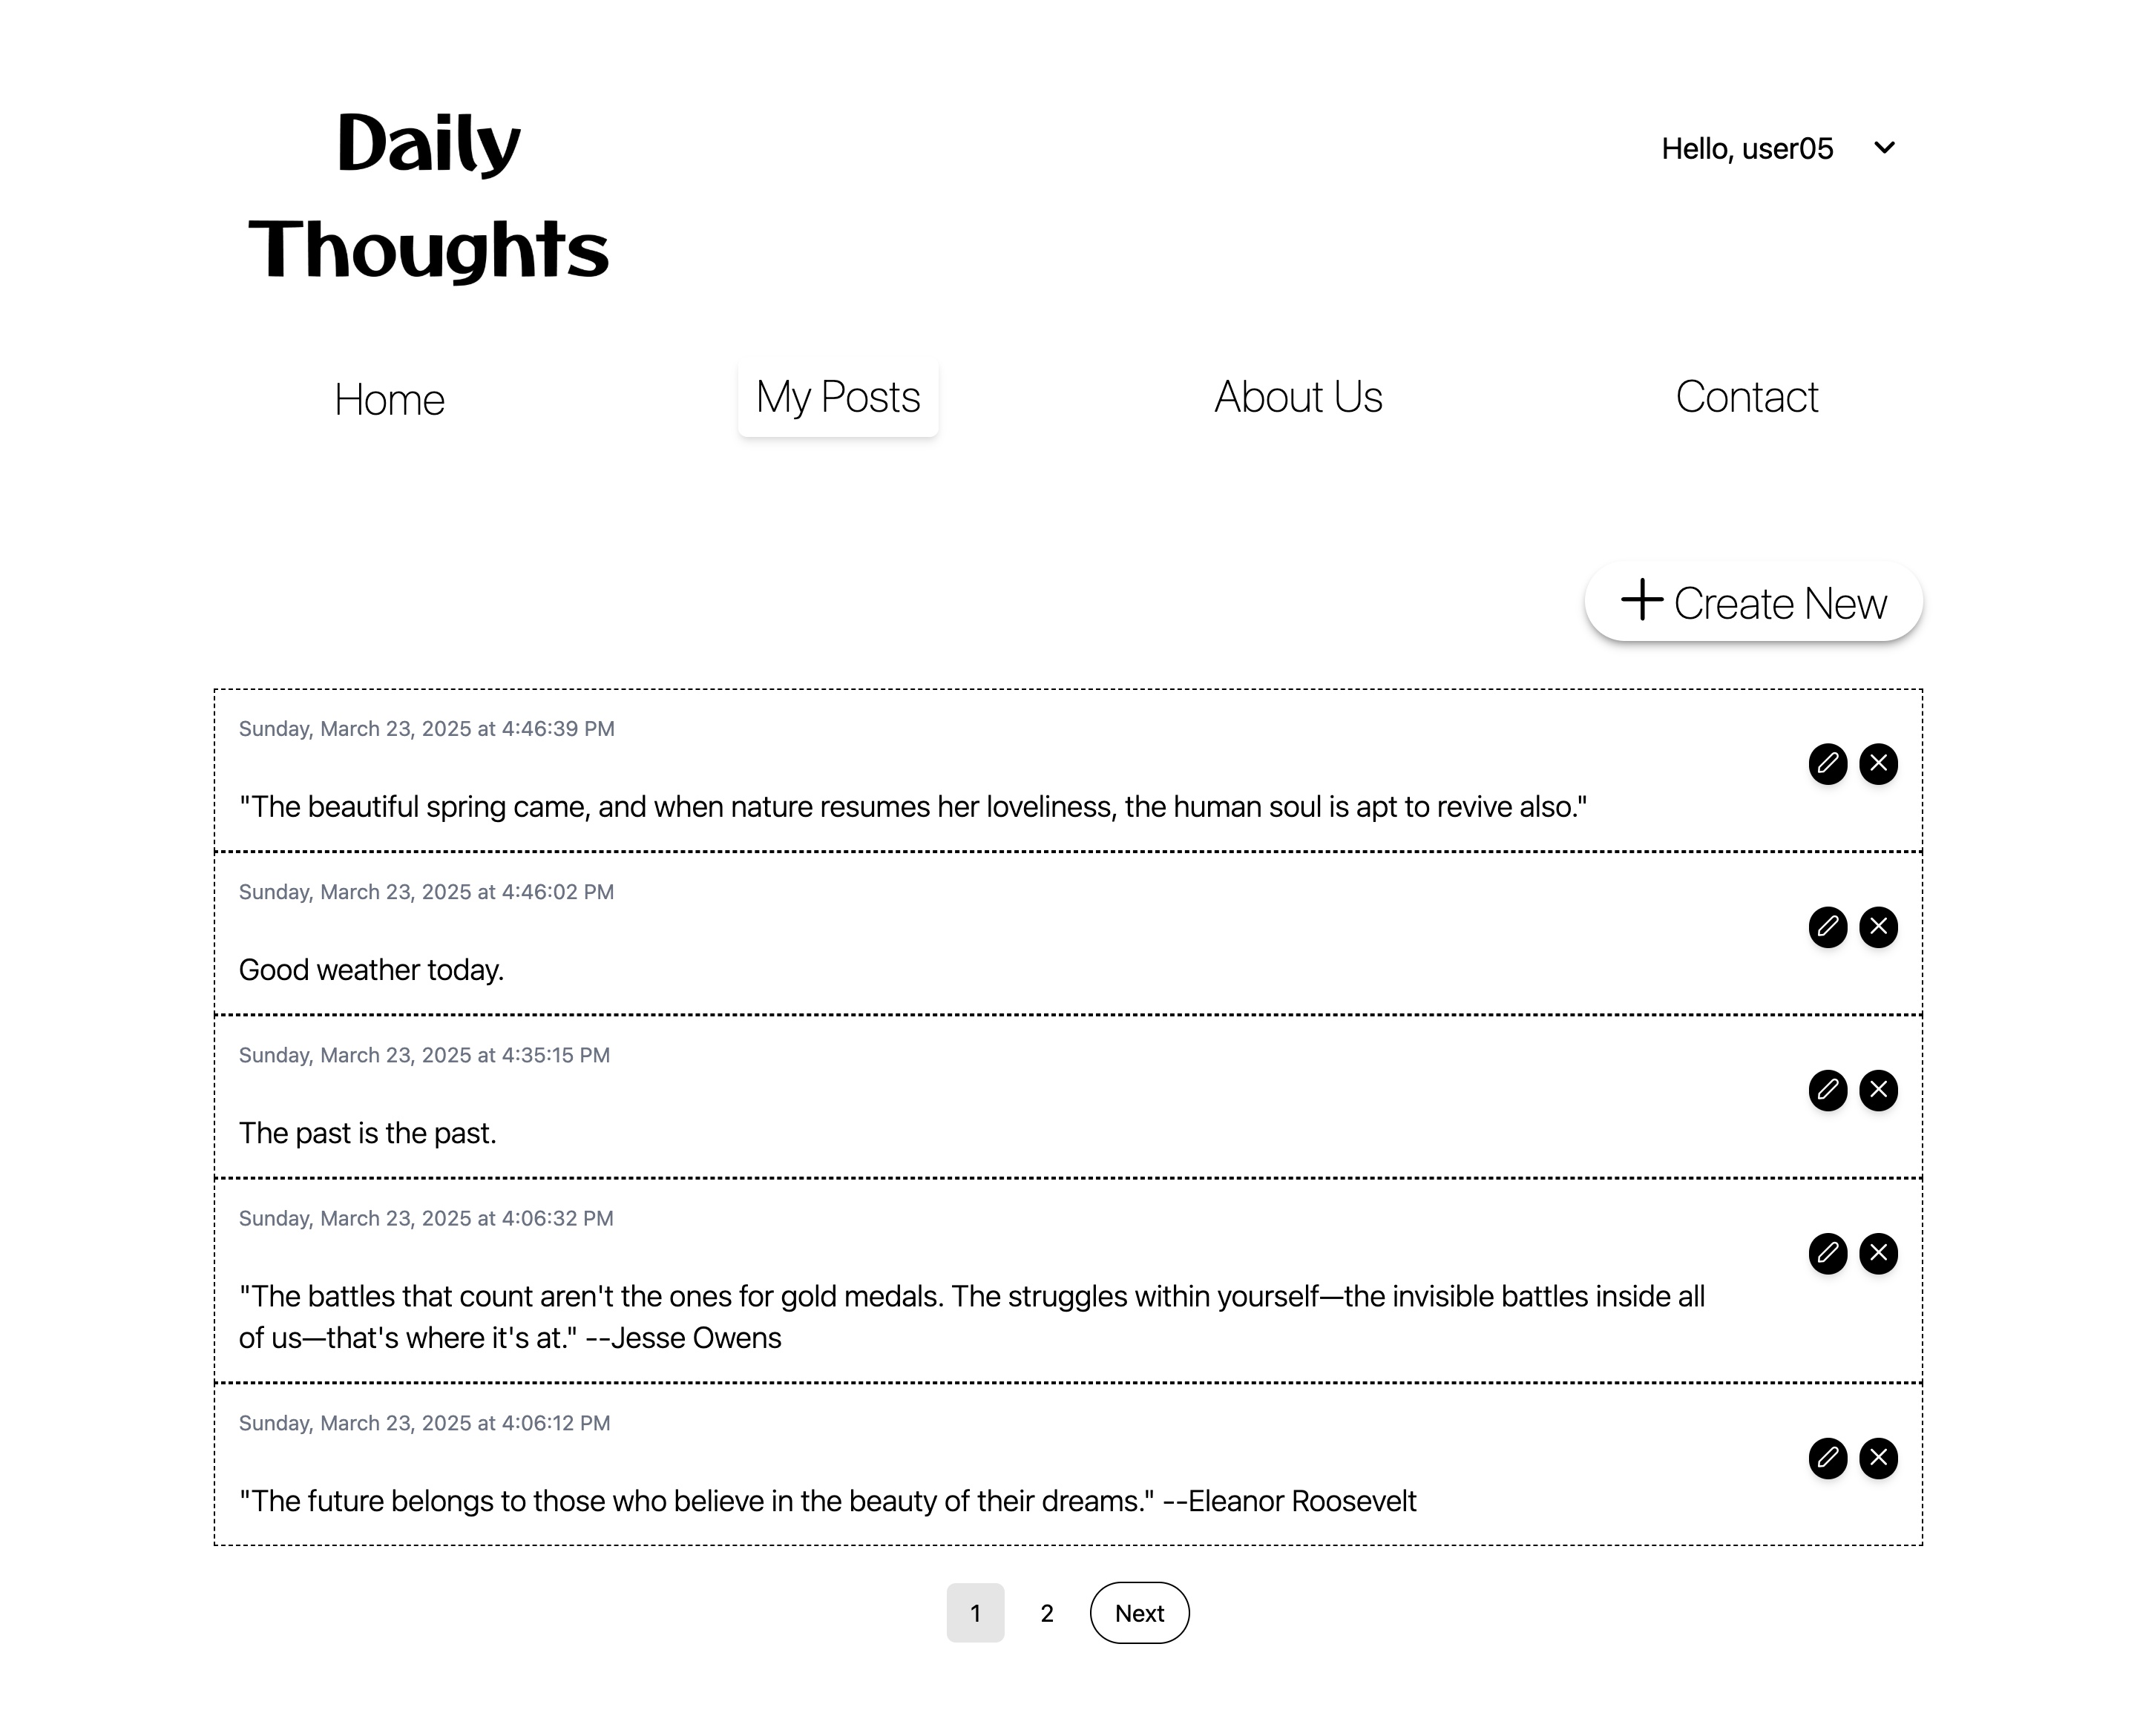 Daily
Thoughts
Hello, user05
Home
My Posts
About Us
Contact
Create New
Sunday, March 23, 2025 at 4:46:39 PM
"The beautiful spring came, and when nature resumes her loveliness, the human soul is apt to revive also."
Sunday, March 23, 2025 at 4:46:02 PM
Good weather today.
Sunday, March 23, 2025 at 4:35:15 PM
The past is the past.
Sunday, March 23, 2025 at 4:06:32 PM
"The battles that count aren't the ones for gold medals. The struggles within yourself—the invisible battles inside all
of us—that's where it's at." --Jesse Owens
Sunday, March 23, 2025 at 4:06:12 PM
"The future belongs to those who believe in the beauty of their dreams." --Eleanor Roosevelt
1
2
Next